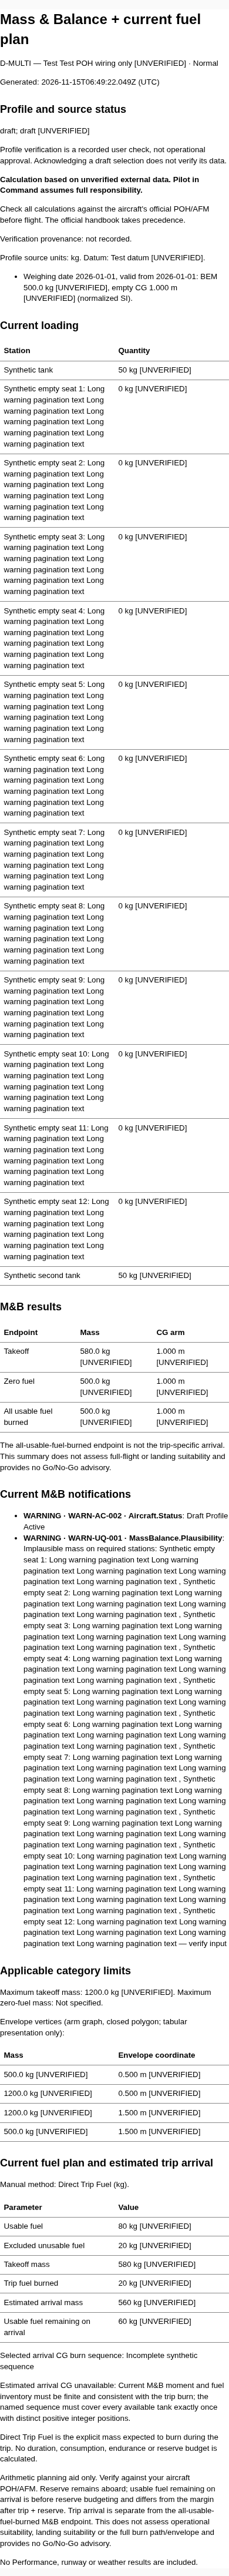 Mass & Balance + current fuel
plan
D-MULTI — Test Test POH wiring only [UNVERIFIED] · Normal
Generated: 2026-11-15T06:49:22.049Z (UTC)
Profile and source status
draft; draft [UNVERIFIED]
Profile verification is a recorded user check, not operational
approval. Acknowledging a draft selection does not verify its data.
Calculation based on unverified external data. Pilot in
Command assumes full responsibility.
Check all calculations against the aircraft's official POH/AFM
before flight. The official handbook takes precedence.
Verification provenance: not recorded.
Profile source units: kg. Datum: Test datum [UNVERIFIED].
• Weighing date 2026-01-01, valid from 2026-01-01: BEM
500.0 kg [UNVERIFIED], empty CG 1.000 m
[UNVERIFIED] (normalized SI).
Current loading
Station Quantity
Synthetic tank 50 kg [UNVERIFIED]
Synthetic empty seat 1: Long 0 kg [UNVERIFIED]
warning pagination text Long
warning pagination text Long
warning pagination text Long
warning pagination text Long
warning pagination text
Synthetic empty seat 2: Long 0 kg [UNVERIFIED]
warning pagination text Long
warning pagination text Long
warning pagination text Long
warning pagination text Long
warning pagination text
Synthetic empty seat 3: Long 0 kg [UNVERIFIED]
warning pagination text Long
warning pagination text Long
warning pagination text Long
warning pagination text Long
warning pagination text
Synthetic empty seat 4: Long 0 kg [UNVERIFIED]
warning pagination text Long
warning pagination text Long
warning pagination text Long
warning pagination text Long
warning pagination text
Synthetic empty seat 5: Long 0 kg [UNVERIFIED]
warning pagination text Long
warning pagination text Long
warning pagination text Long
warning pagination text Long
warning pagination text
Synthetic empty seat 6: Long 0 kg [UNVERIFIED]
warning pagination text Long
warning pagination text Long
warning pagination text Long
warning pagination text Long
warning pagination text
Synthetic empty seat 7: Long 0 kg [UNVERIFIED]
warning pagination text Long
warning pagination text Long
warning pagination text Long
warning pagination text Long
warning pagination text
Synthetic empty seat 8: Long 0 kg [UNVERIFIED]
warning pagination text Long
warning pagination text Long
warning pagination text Long
warning pagination text Long
warning pagination text
Synthetic empty seat 9: Long 0 kg [UNVERIFIED]
warning pagination text Long
warning pagination text Long
warning pagination text Long
warning pagination text Long
warning pagination text
Synthetic empty seat 10: Long 0 kg [UNVERIFIED]
warning pagination text Long
warning pagination text Long
warning pagination text Long
warning pagination text Long
warning pagination text
Synthetic empty seat 11: Long 0 kg [UNVERIFIED]
warning pagination text Long
warning pagination text Long
warning pagination text Long
warning pagination text Long
warning pagination text
Synthetic empty seat 12: Long 0 kg [UNVERIFIED]
warning pagination text Long
warning pagination text Long
warning pagination text Long
warning pagination text Long
warning pagination text
Synthetic second tank 50 kg [UNVERIFIED]
M&B results
Endpoint Mass CG arm
Takeoff 580.0 kg 1.000 m
[UNVERIFIED] [UNVERIFIED]
Zero fuel 500.0 kg 1.000 m
[UNVERIFIED] [UNVERIFIED]
All usable fuel 500.0 kg 1.000 m
burned [UNVERIFIED] [UNVERIFIED]
The all-usable-fuel-burned endpoint is not the trip-specific arrival.
This summary does not assess full-flight or landing suitability and
provides no Go/No-Go advisory.
Current M&B notifications
• WARNING · WARN-AC-002 · Aircraft.Status: Draft Profile
Active
• WARNING · WARN-UQ-001 · MassBalance.Plausibility:
Implausible mass on required stations: Synthetic empty
seat 1: Long warning pagination text Long warning
pagination text Long warning pagination text Long warning
pagination text Long warning pagination text , Synthetic
empty seat 2: Long warning pagination text Long warning
pagination text Long warning pagination text Long warning
pagination text Long warning pagination text , Synthetic
empty seat 3: Long warning pagination text Long warning
pagination text Long warning pagination text Long warning
pagination text Long warning pagination text , Synthetic
empty seat 4: Long warning pagination text Long warning
pagination text Long warning pagination text Long warning
pagination text Long warning pagination text , Synthetic
empty seat 5: Long warning pagination text Long warning
pagination text Long warning pagination text Long warning
pagination text Long warning pagination text , Synthetic
empty seat 6: Long warning pagination text Long warning
pagination text Long warning pagination text Long warning
pagination text Long warning pagination text , Synthetic
empty seat 7: Long warning pagination text Long warning
pagination text Long warning pagination text Long warning
pagination text Long warning pagination text , Synthetic
empty seat 8: Long warning pagination text Long warning
pagination text Long warning pagination text Long warning
pagination text Long warning pagination text , Synthetic
empty seat 9: Long warning pagination text Long warning
pagination text Long warning pagination text Long warning
pagination text Long warning pagination text , Synthetic
empty seat 10: Long warning pagination text Long warning
pagination text Long warning pagination text Long warning
pagination text Long warning pagination text , Synthetic
empty seat 11: Long warning pagination text Long warning
pagination text Long warning pagination text Long warning
pagination text Long warning pagination text , Synthetic
empty seat 12: Long warning pagination text Long warning
pagination text Long warning pagination text Long warning
pagination text Long warning pagination text — verify input
Applicable category limits
Maximum takeoff mass: 1200.0 kg [UNVERIFIED]. Maximum
zero-fuel mass: Not specified.
Envelope vertices (arm graph, closed polygon; tabular
presentation only):
Mass Envelope coordinate
500.0 kg [UNVERIFIED] 0.500 m [UNVERIFIED]
1200.0 kg [UNVERIFIED] 0.500 m [UNVERIFIED]
1200.0 kg [UNVERIFIED] 1.500 m [UNVERIFIED]
500.0 kg [UNVERIFIED] 1.500 m [UNVERIFIED]
Current fuel plan and estimated trip arrival
Manual method: Direct Trip Fuel (kg).
Parameter Value
Usable fuel 80 kg [UNVERIFIED]
Excluded unusable fuel 20 kg [UNVERIFIED]
Takeoff mass 580 kg [UNVERIFIED]
Trip fuel burned 20 kg [UNVERIFIED]
Estimated arrival mass 560 kg [UNVERIFIED]
Usable fuel remaining on 60 kg [UNVERIFIED]
arrival
Selected arrival CG burn sequence: Incomplete synthetic
sequence
Estimated arrival CG unavailable: Current M&B moment and fuel
inventory must be finite and consistent with the trip burn; the
named sequence must cover every available tank exactly once
with distinct positive integer positions.
Direct Trip Fuel is the explicit mass expected to burn during the
trip. No duration, consumption, endurance or reserve budget is
calculated.
Arithmetic planning aid only. Verify against your aircraft
POH/AFM. Reserve remains aboard; usable fuel remaining on
arrival is before reserve budgeting and differs from the margin
after trip + reserve. Trip arrival is separate from the all-usable-
fuel-burned M&B endpoint. This does not assess operational
suitability, landing suitability or the full burn path/envelope and
provides no Go/No-Go advisory.
No Performance, runway or weather results are included.